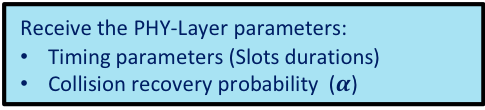 Receive the PHY-Layer parameters:
• Timing parameters (Slots durations)
• Collision recovery probability (α)